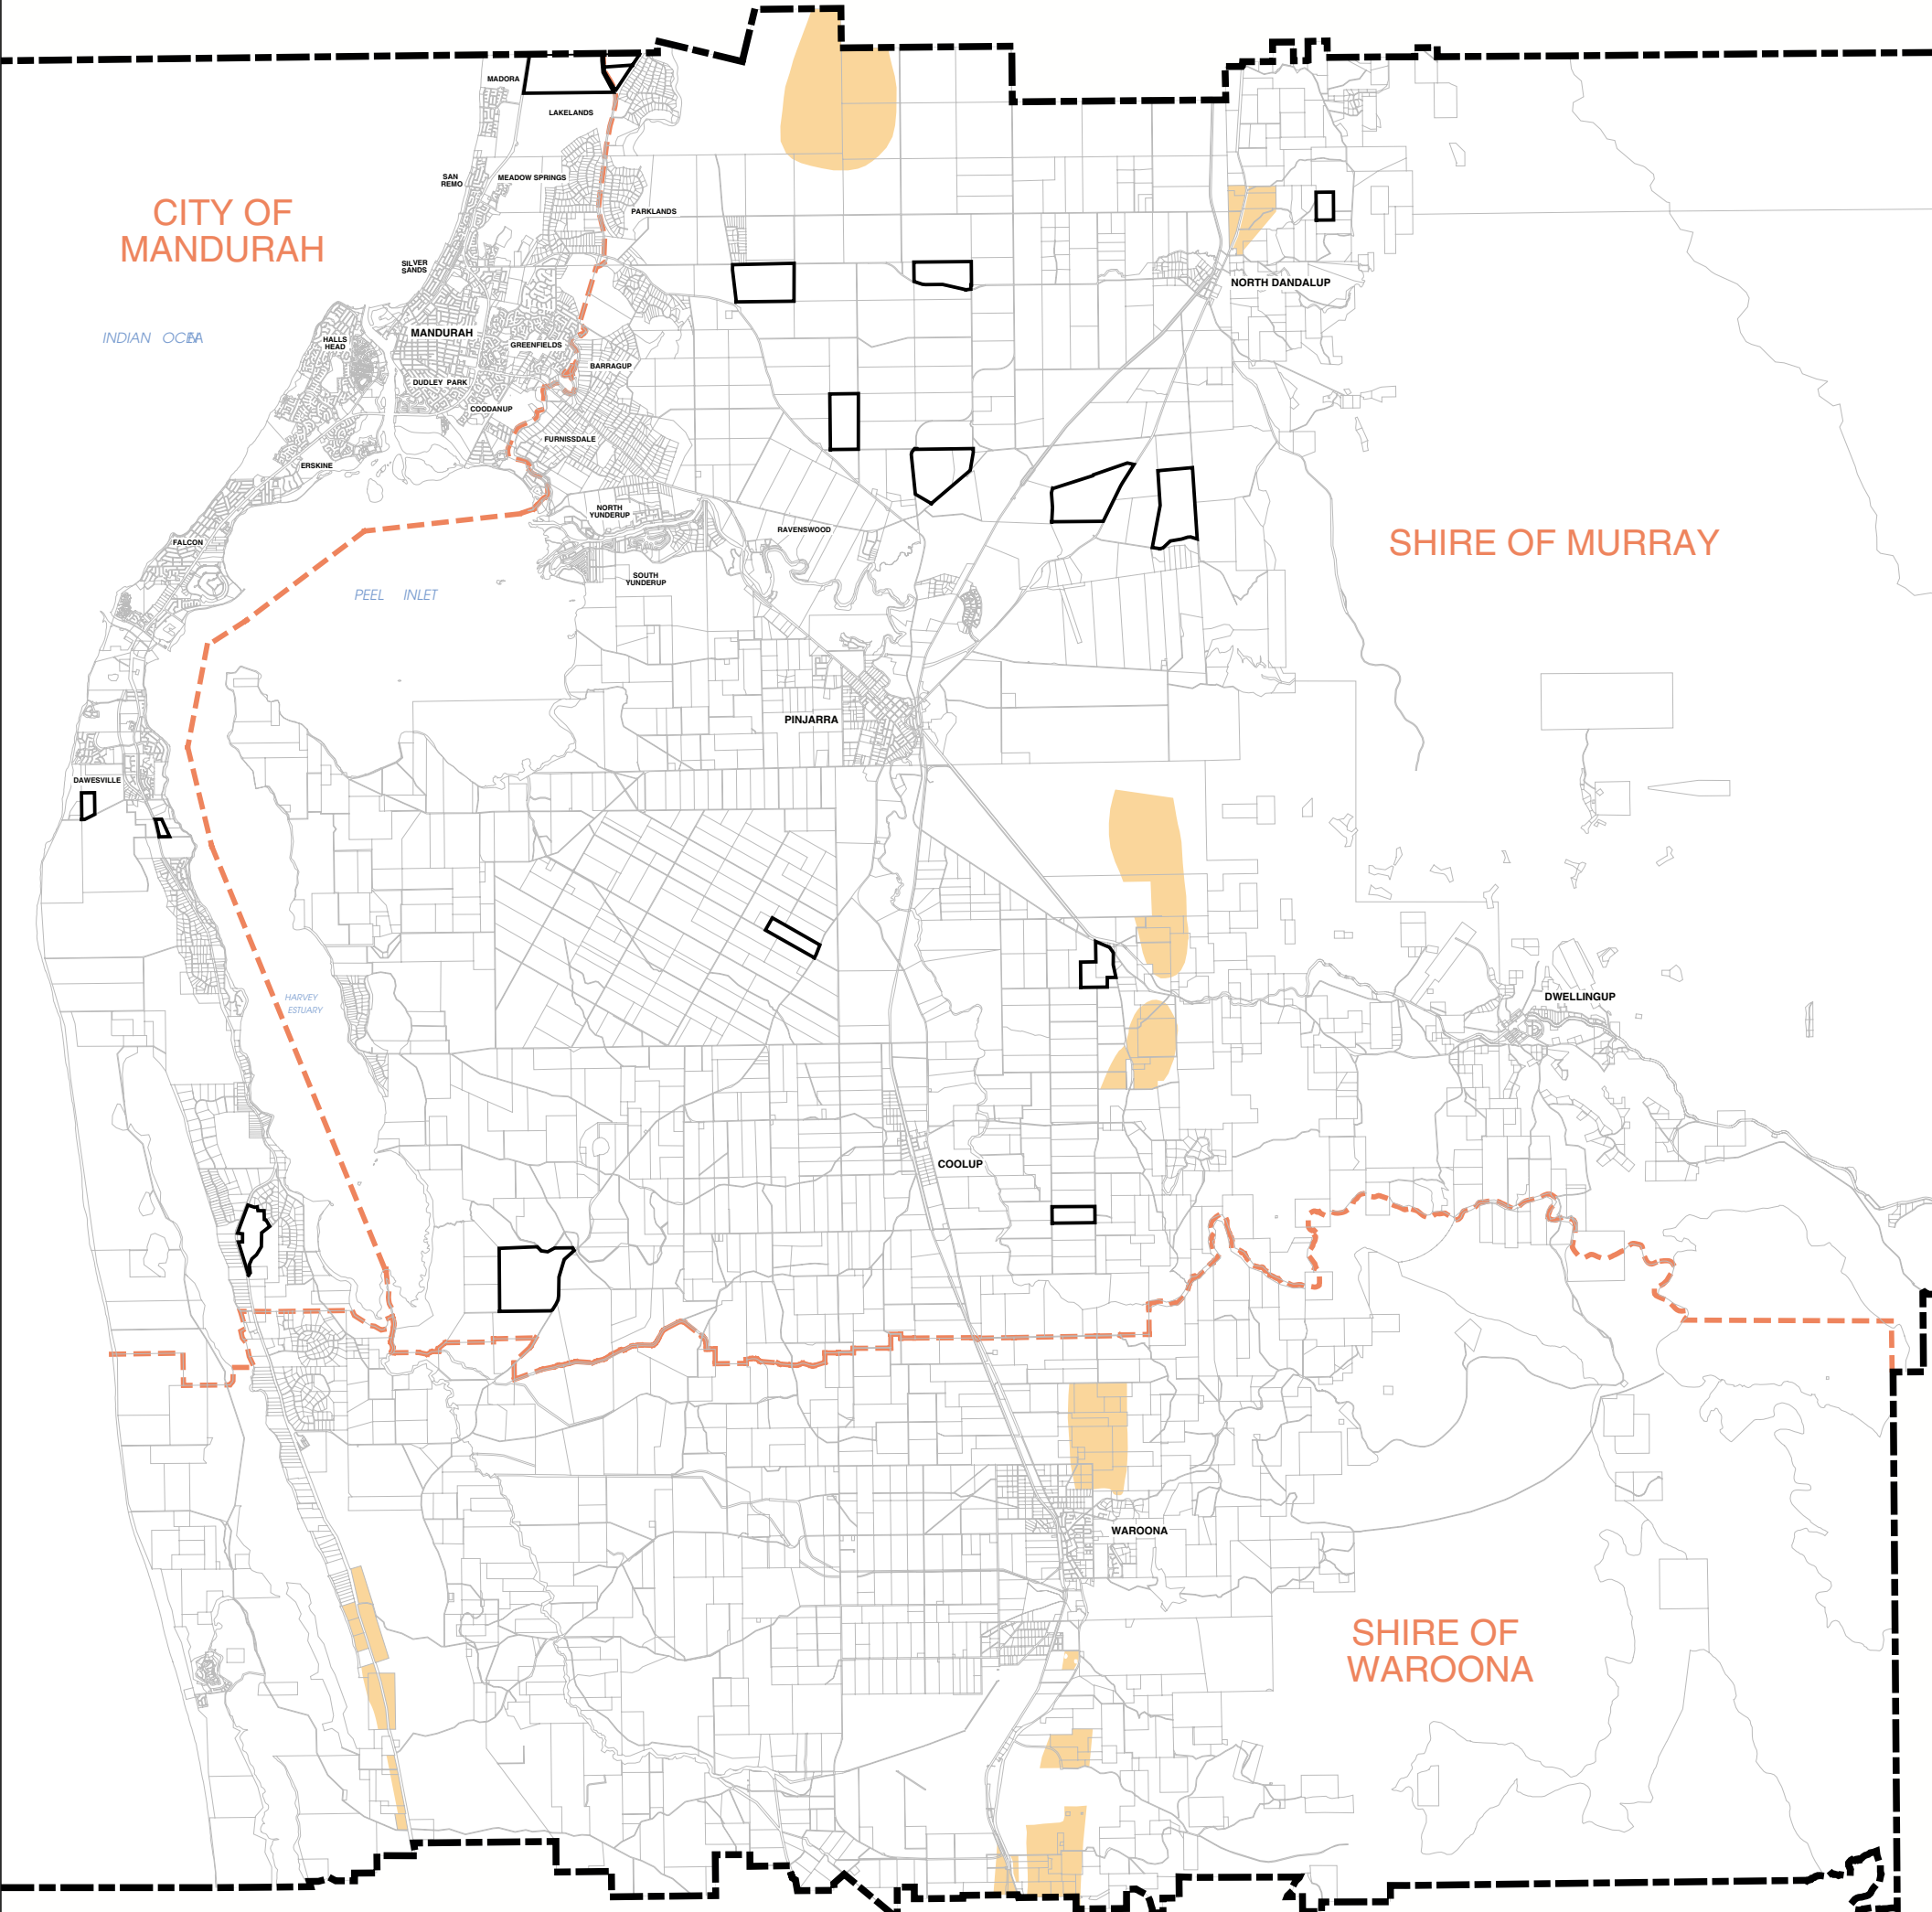 MADORA
LAKELANDS
SAN
REMO
MEADOW SPRINGS
PARKLANDS
CITY OF
MANDURAH
SILVER
SANDS
NORTH DANDALUP
INDIAN OCEA
MANDURAH
HALLS
HEAD
GREENFIELDS
BARRAGUP
DUDLEY PARK
COODANUP
FURNISSDALE
ERSKINE
NORTH
YUNDERUP
RAVENSWOOD
FALCON
SHIRE OF MURRAY
SOUTH
YUNDERUP
PEEL INLET
PINJARRA
DAWESVILLE
HARVEY
ESTUARY
DWELLINGUP
COOLUP
WAROONA
SHIRE OF
WAROONA